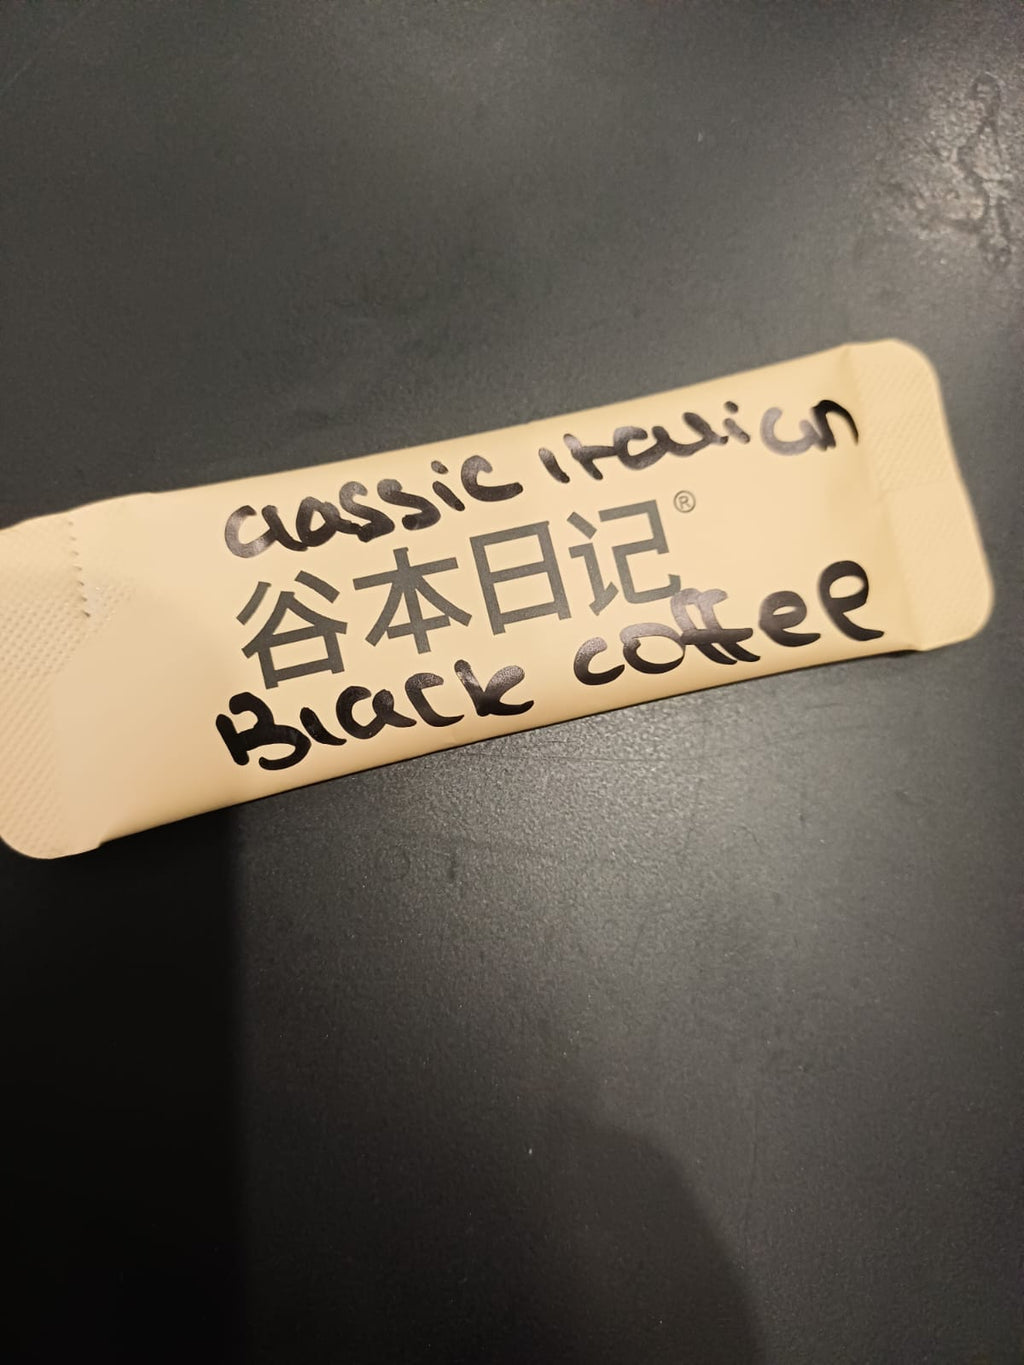 classic italian
谷本日记®
Black coffee